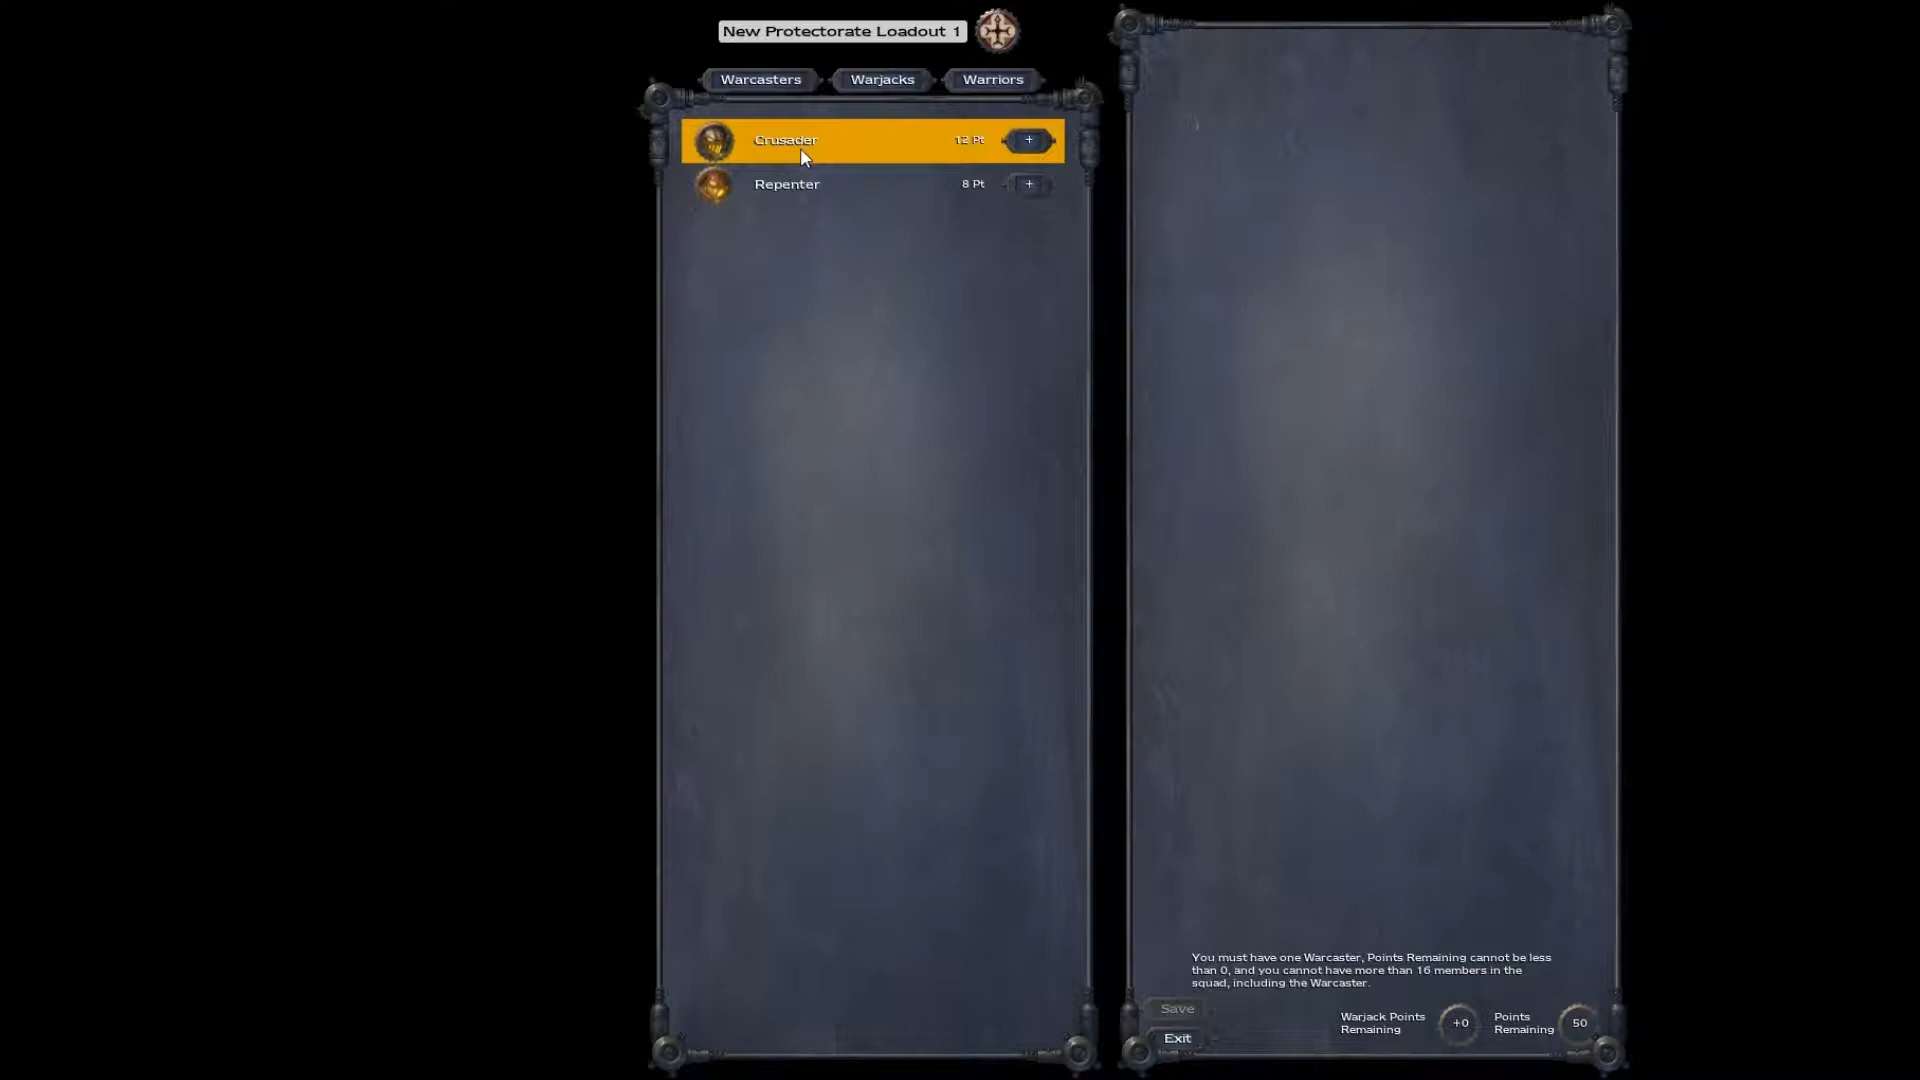 New Protectorate Loadout 1
Warcasters Warjacks Warriors
Crusader 12 Pt +
Repenter 8 Pt +
You must have one Warcaster, Points Remaining cannot be less
than 0, and you cannot have more than 16 members in the
squad, including the Warcaster.
Save
Exit
Warjack Points
Remaining
+0
Points
Remaining
50